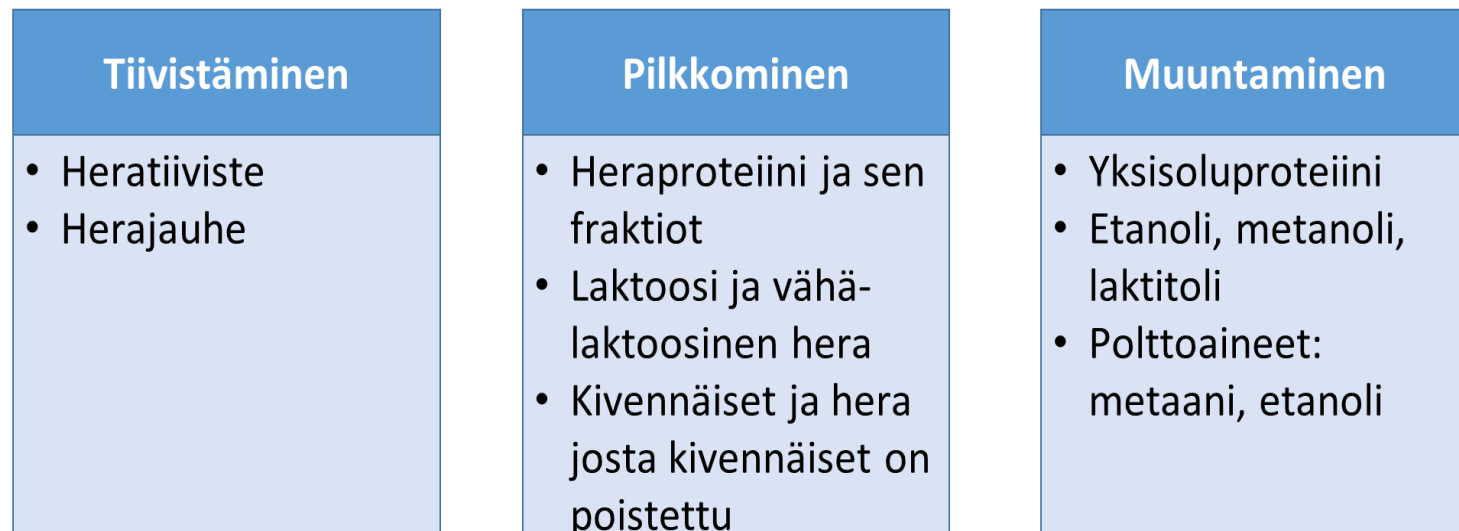 Tiivistäminen
• Heratiiviste
• Herajauhe
Pilkkominen
• Heraproteiini ja sen
fraktiot
• Laktoosi ja vähä-
laktoosinen hera
• Kivennäiset ja hera
josta kivennäiset on
poistettu
Muuntaminen
• Yksisoluproteiini
• Etanoli, metanoli,
laktitoli
• Polttoaineet:
metaani, etanoli